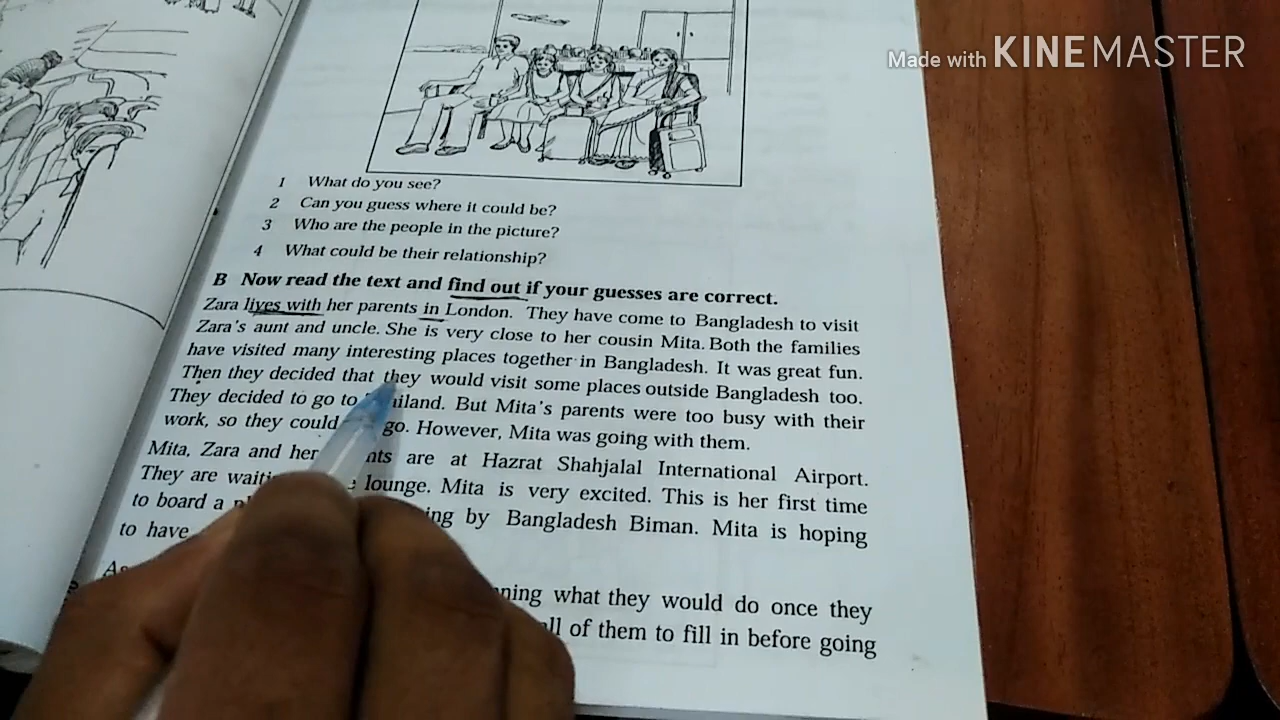 Made with KINEMASTER
1 What do you see?
2 Can you guess where it could be?
3 Who are the people in the picture?
4 What could be their relationship?
B Now read the text and find out if your guesses are correct.
Zara lives with her parents in London. They have come to Bangladesh to visit
Zara's aunt and uncle. She is very close to her cousin Mita. Both the families
have visited many interesting places together in Bangladesh. It was great fun.
Then they decided that they would visit some places outside Bangladesh too.
They decided to go to Thailand. But Mita's parents were too busy with their
work, so they could go. However, Mita was going with them.
Mita, Zara and her are at Hazrat Shahjalal International Airport.
They are lounge. Mita is very excited. This is her first time
to board a by Bangladesh Biman. Mita is hoping
to have
what they would do once they
of them to fill in before going